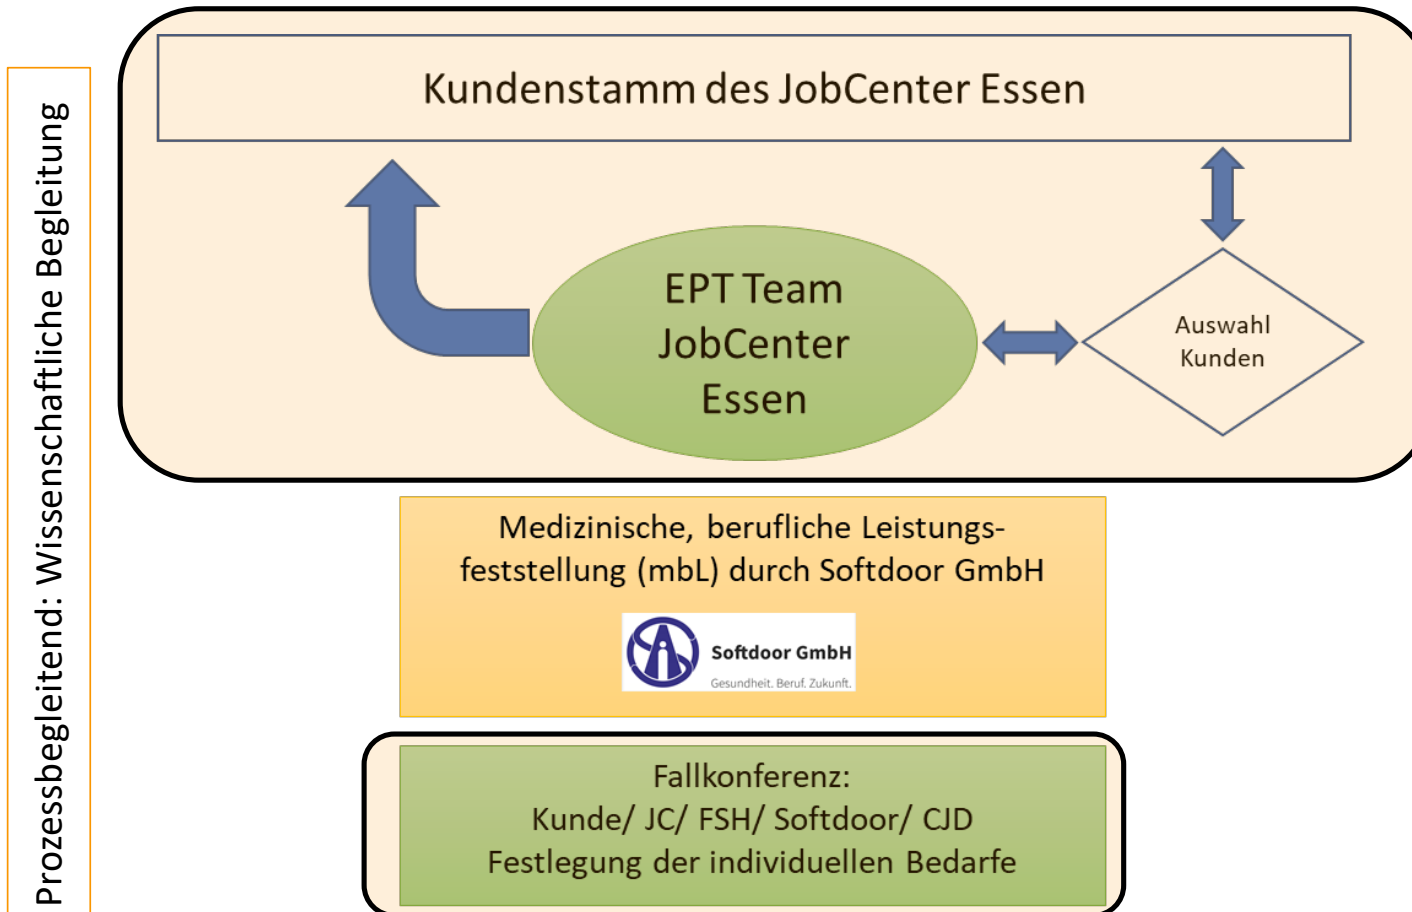 Prozessbegleitend: Wissenschaftliche Begleitung
Kundenstamm des JobCenter Essen
EPT Team
JobCenter
Essen
Auswahl
Kunden
Medizinische, berufliche Leistungs-
feststellung (mbL) durch Softdoor GmbH
Softdoor GmbH
Gesundheit. Beruf. Zukunft.
Fallkonferenz:
Kunde/ JC/ FSH/ Softdoor/ CJD
Festlegung der individuellen Bedarfe